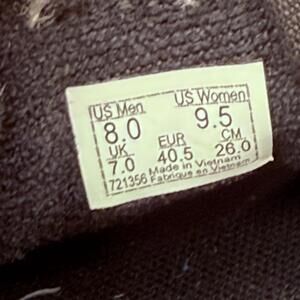 US Men US Women
8.0 9.5
UK EUR CM
7.0 40.5 26.0
Made in Vietnam
721356 Fabrique en Vietnam